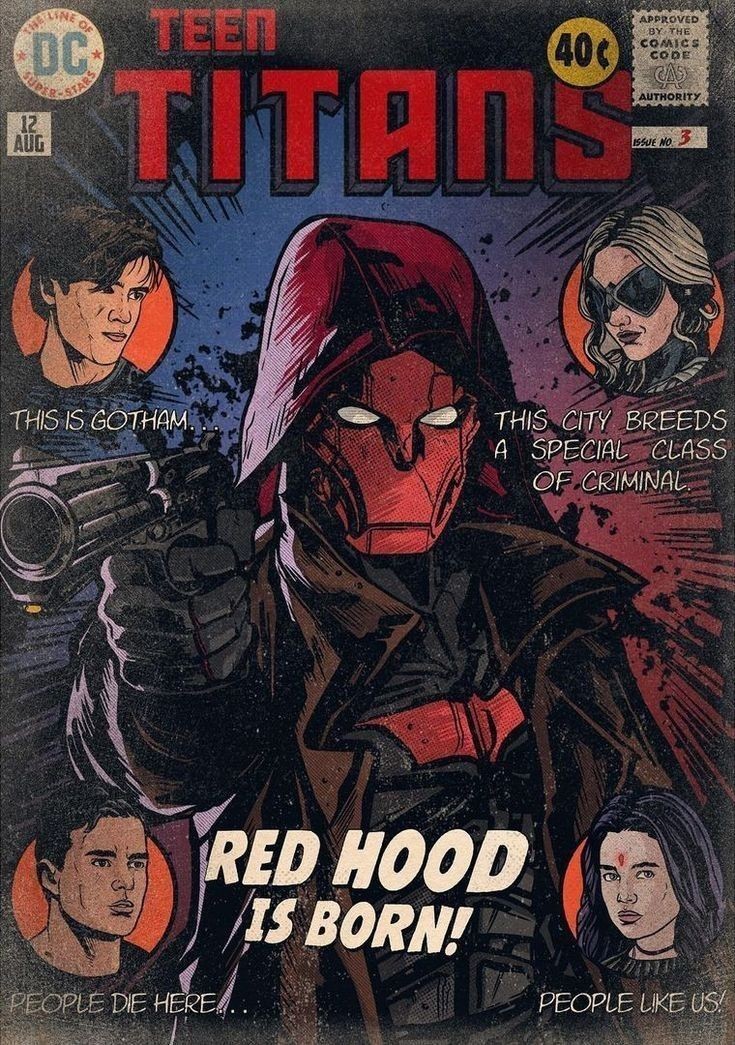 THE LINE OF
DC
SUPER-STARS
TEEN
TITANS
40¢
APPROVED
BY THE
COMICS
CODE
CA
AUTHORITY
12
AUG
ISSUE NO. 3
THIS IS GOTHAM. . .
THIS CITY BREEDS
A SPECIAL CLASS
OF CRIMINAL.
RED HOOD
IS BORN!
PEOPLE DIE HERE. . .
PEOPLE LIKE US!